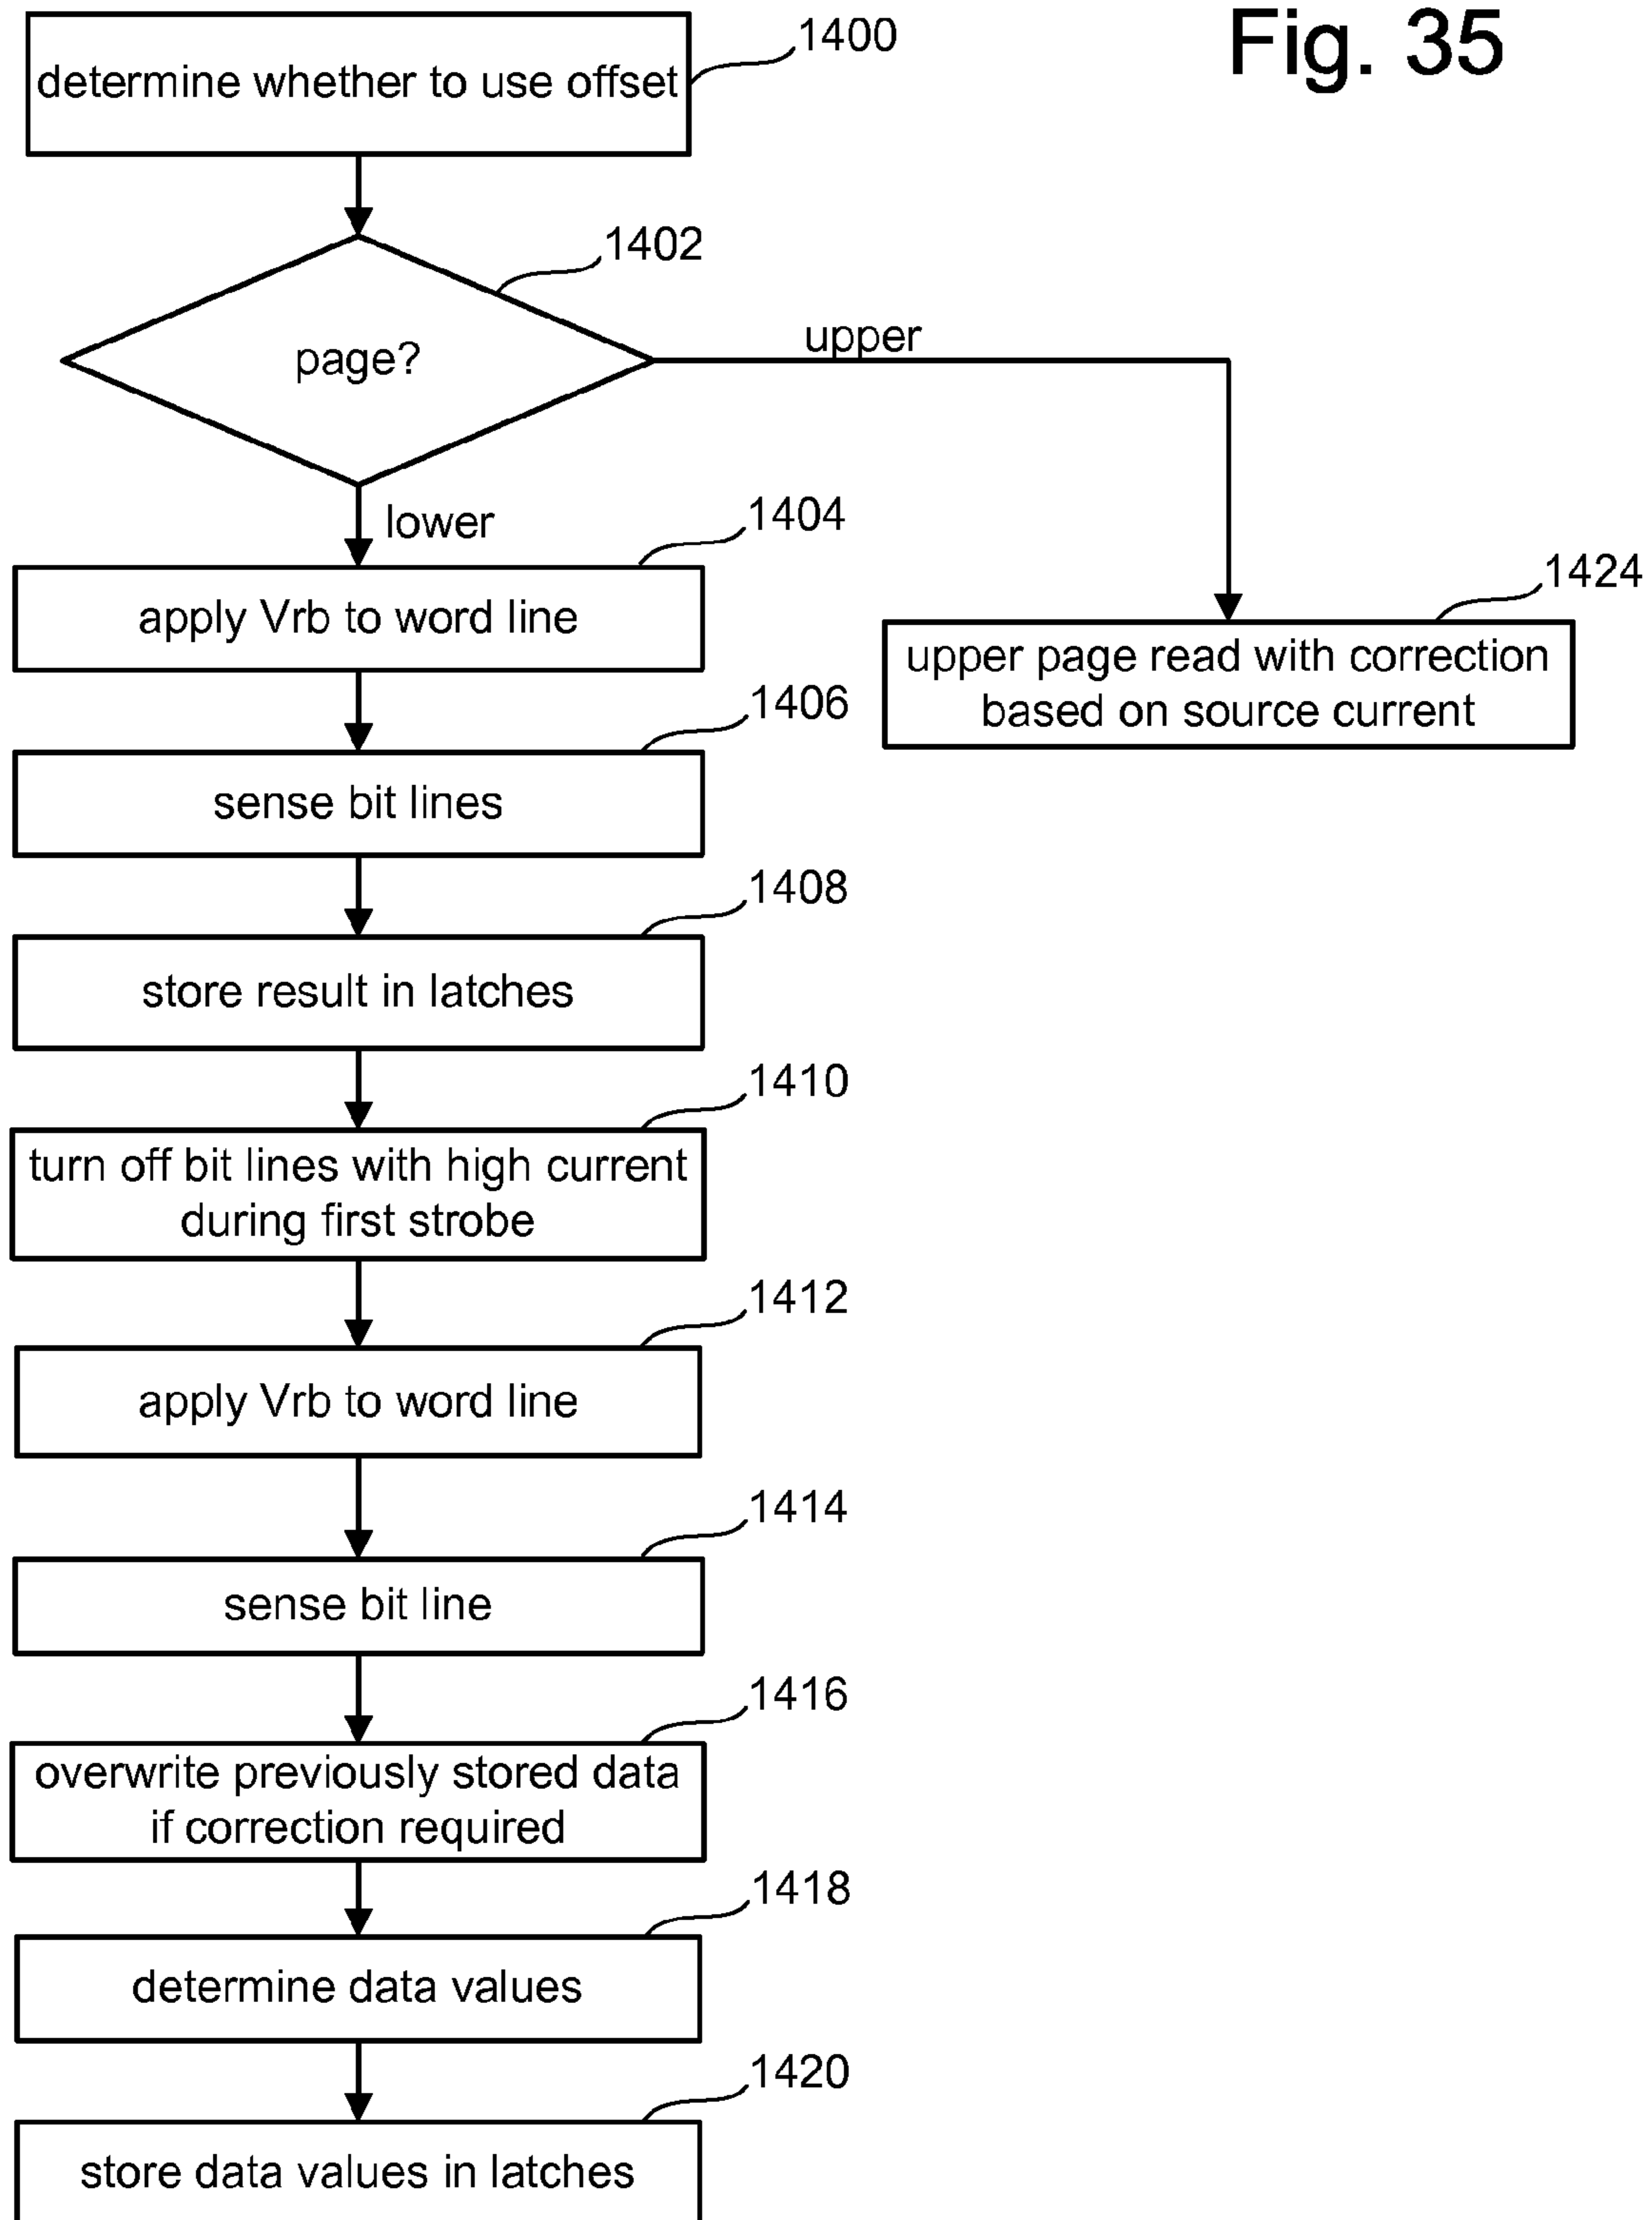 Fig. 35
1400
determine whether to use offset
1402
page?
upper
lower
1404
apply Vrb to word line
1424
upper page read with correction
based on source current
1406
sense bit lines
1408
store result in latches
1410
turn off bit lines with high current
during first strobe
1412
apply Vrb to word line
1414
sense bit line
1416
overwrite previously stored data
if correction required
1418
determine data values
1420
store data values in latches